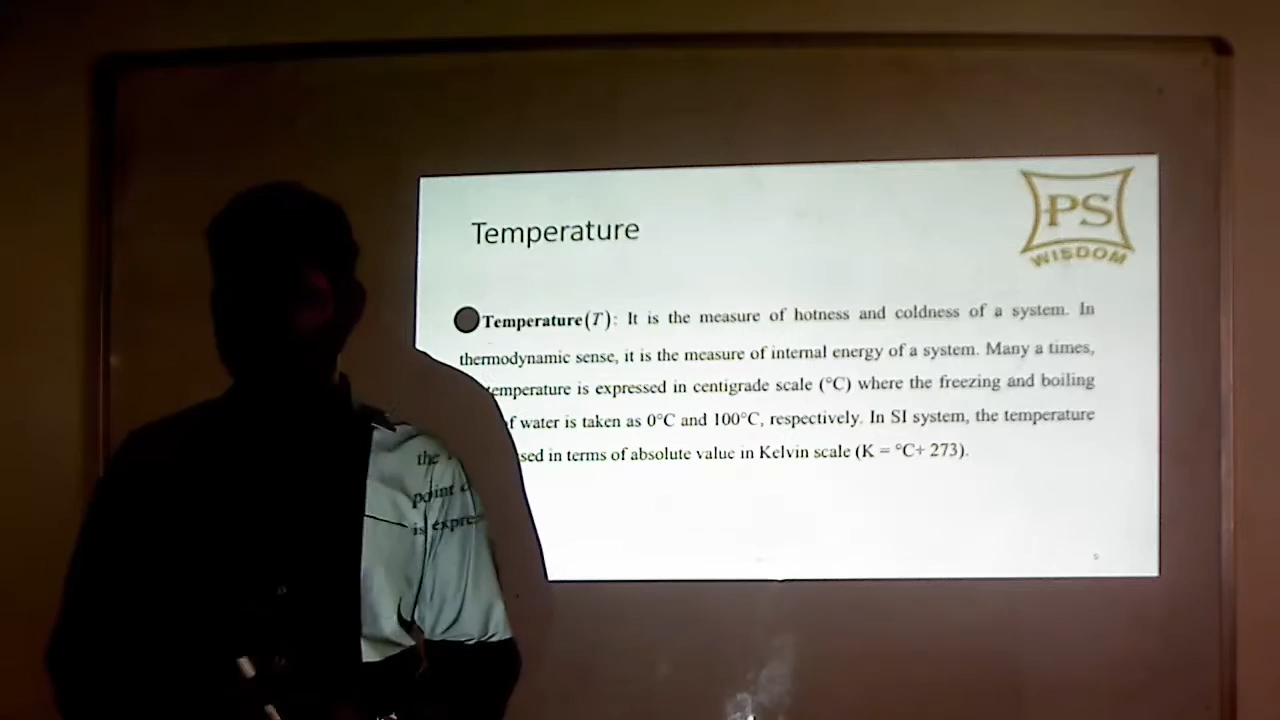 PS
WISDOM
Temperature
Temperature(T): It is the measure of hotness and coldness of a system. In
thermodynamic sense, it is the measure of internal energy of a system. Many a times,
the temperature is expressed in centigrade scale (°C) where the freezing and boiling
point of water is taken as 0°C and 100°C, respectively. In SI system, the temperature
is expressed in terms of absolute value in Kelvin scale (K = °C+ 273).